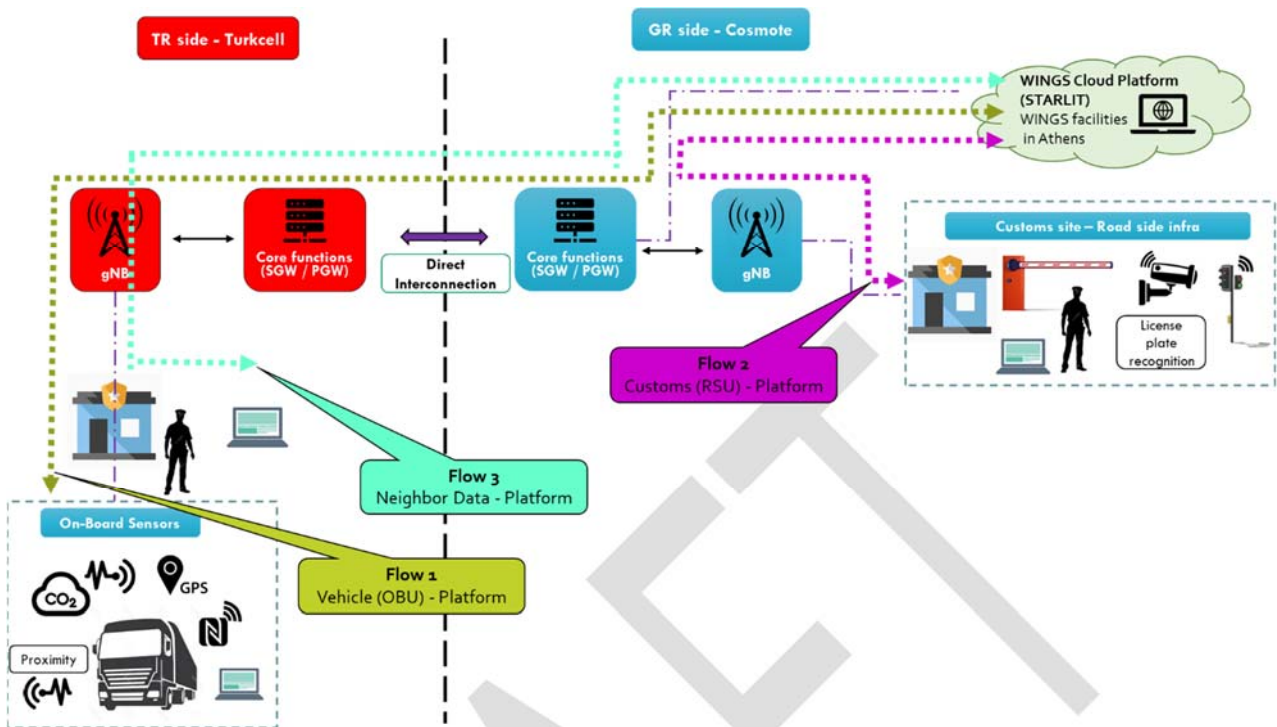 TR side - Turkcell
GR side - Cosmote
WINGS Cloud Platform
(STARLIT)
WINGS facilities
in Athens
gNB
Core functions
(SGW / PGW)
Direct
Interconnection
Core functions
(SGW / PGW)
gNB
Customs site – Road side infra
License
plate
recognition
Flow 2
Customs (RSU) - Platform
Flow 3
Neighbor Data - Platform
On-Board Sensors
Flow 1
Vehicle (OBU) - Platform
CO2
GPS
Proximity